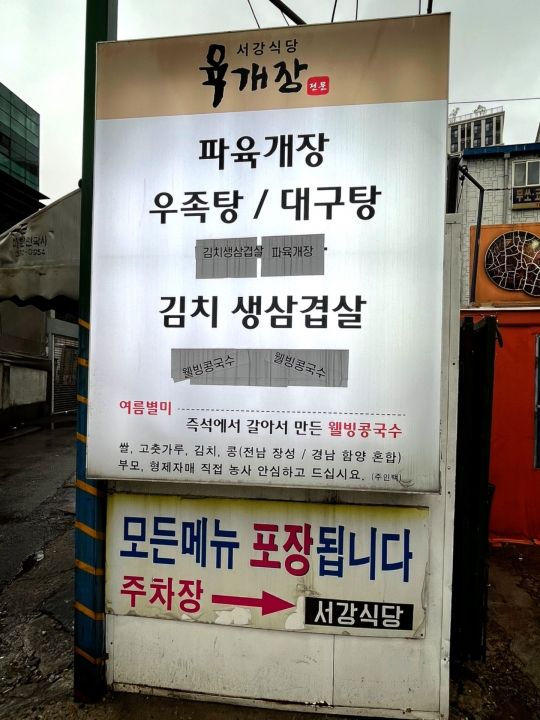 서강식당
육개장 전문
파육개장
우족탕 / 대구탕
김치생삼겹살 파육개장
김치 생삼겹살
웰빙콩국수 웰빙콩국수
여름별미
즉석에서 갈아서 만든 웰빙콩국수
쌀, 고춧가루, 김치, 콩(전남 장성 / 경남 함양 혼합)
부모, 형제자매 직접 농사 안심하고 드십시요. (주인백)
모든메뉴 포장됩니다
주차장
서강식당